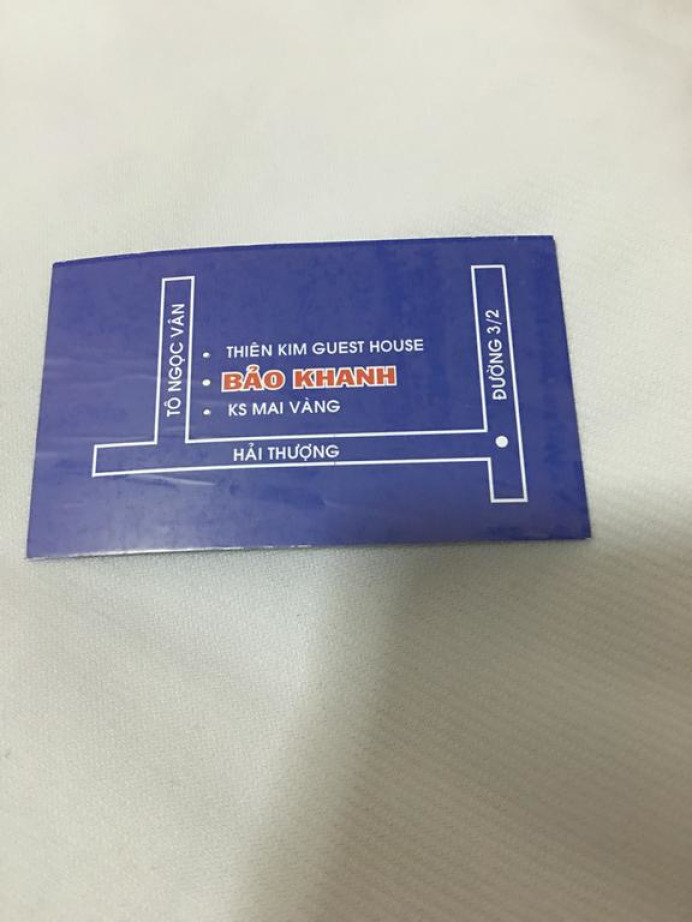 TÔ NGỌC VÂN
THIÊN KIM GUEST HOUSE
BẢO KHANH
KS MAI VÀNG
HẢI THƯỢNG
ĐƯỜNG 3/2